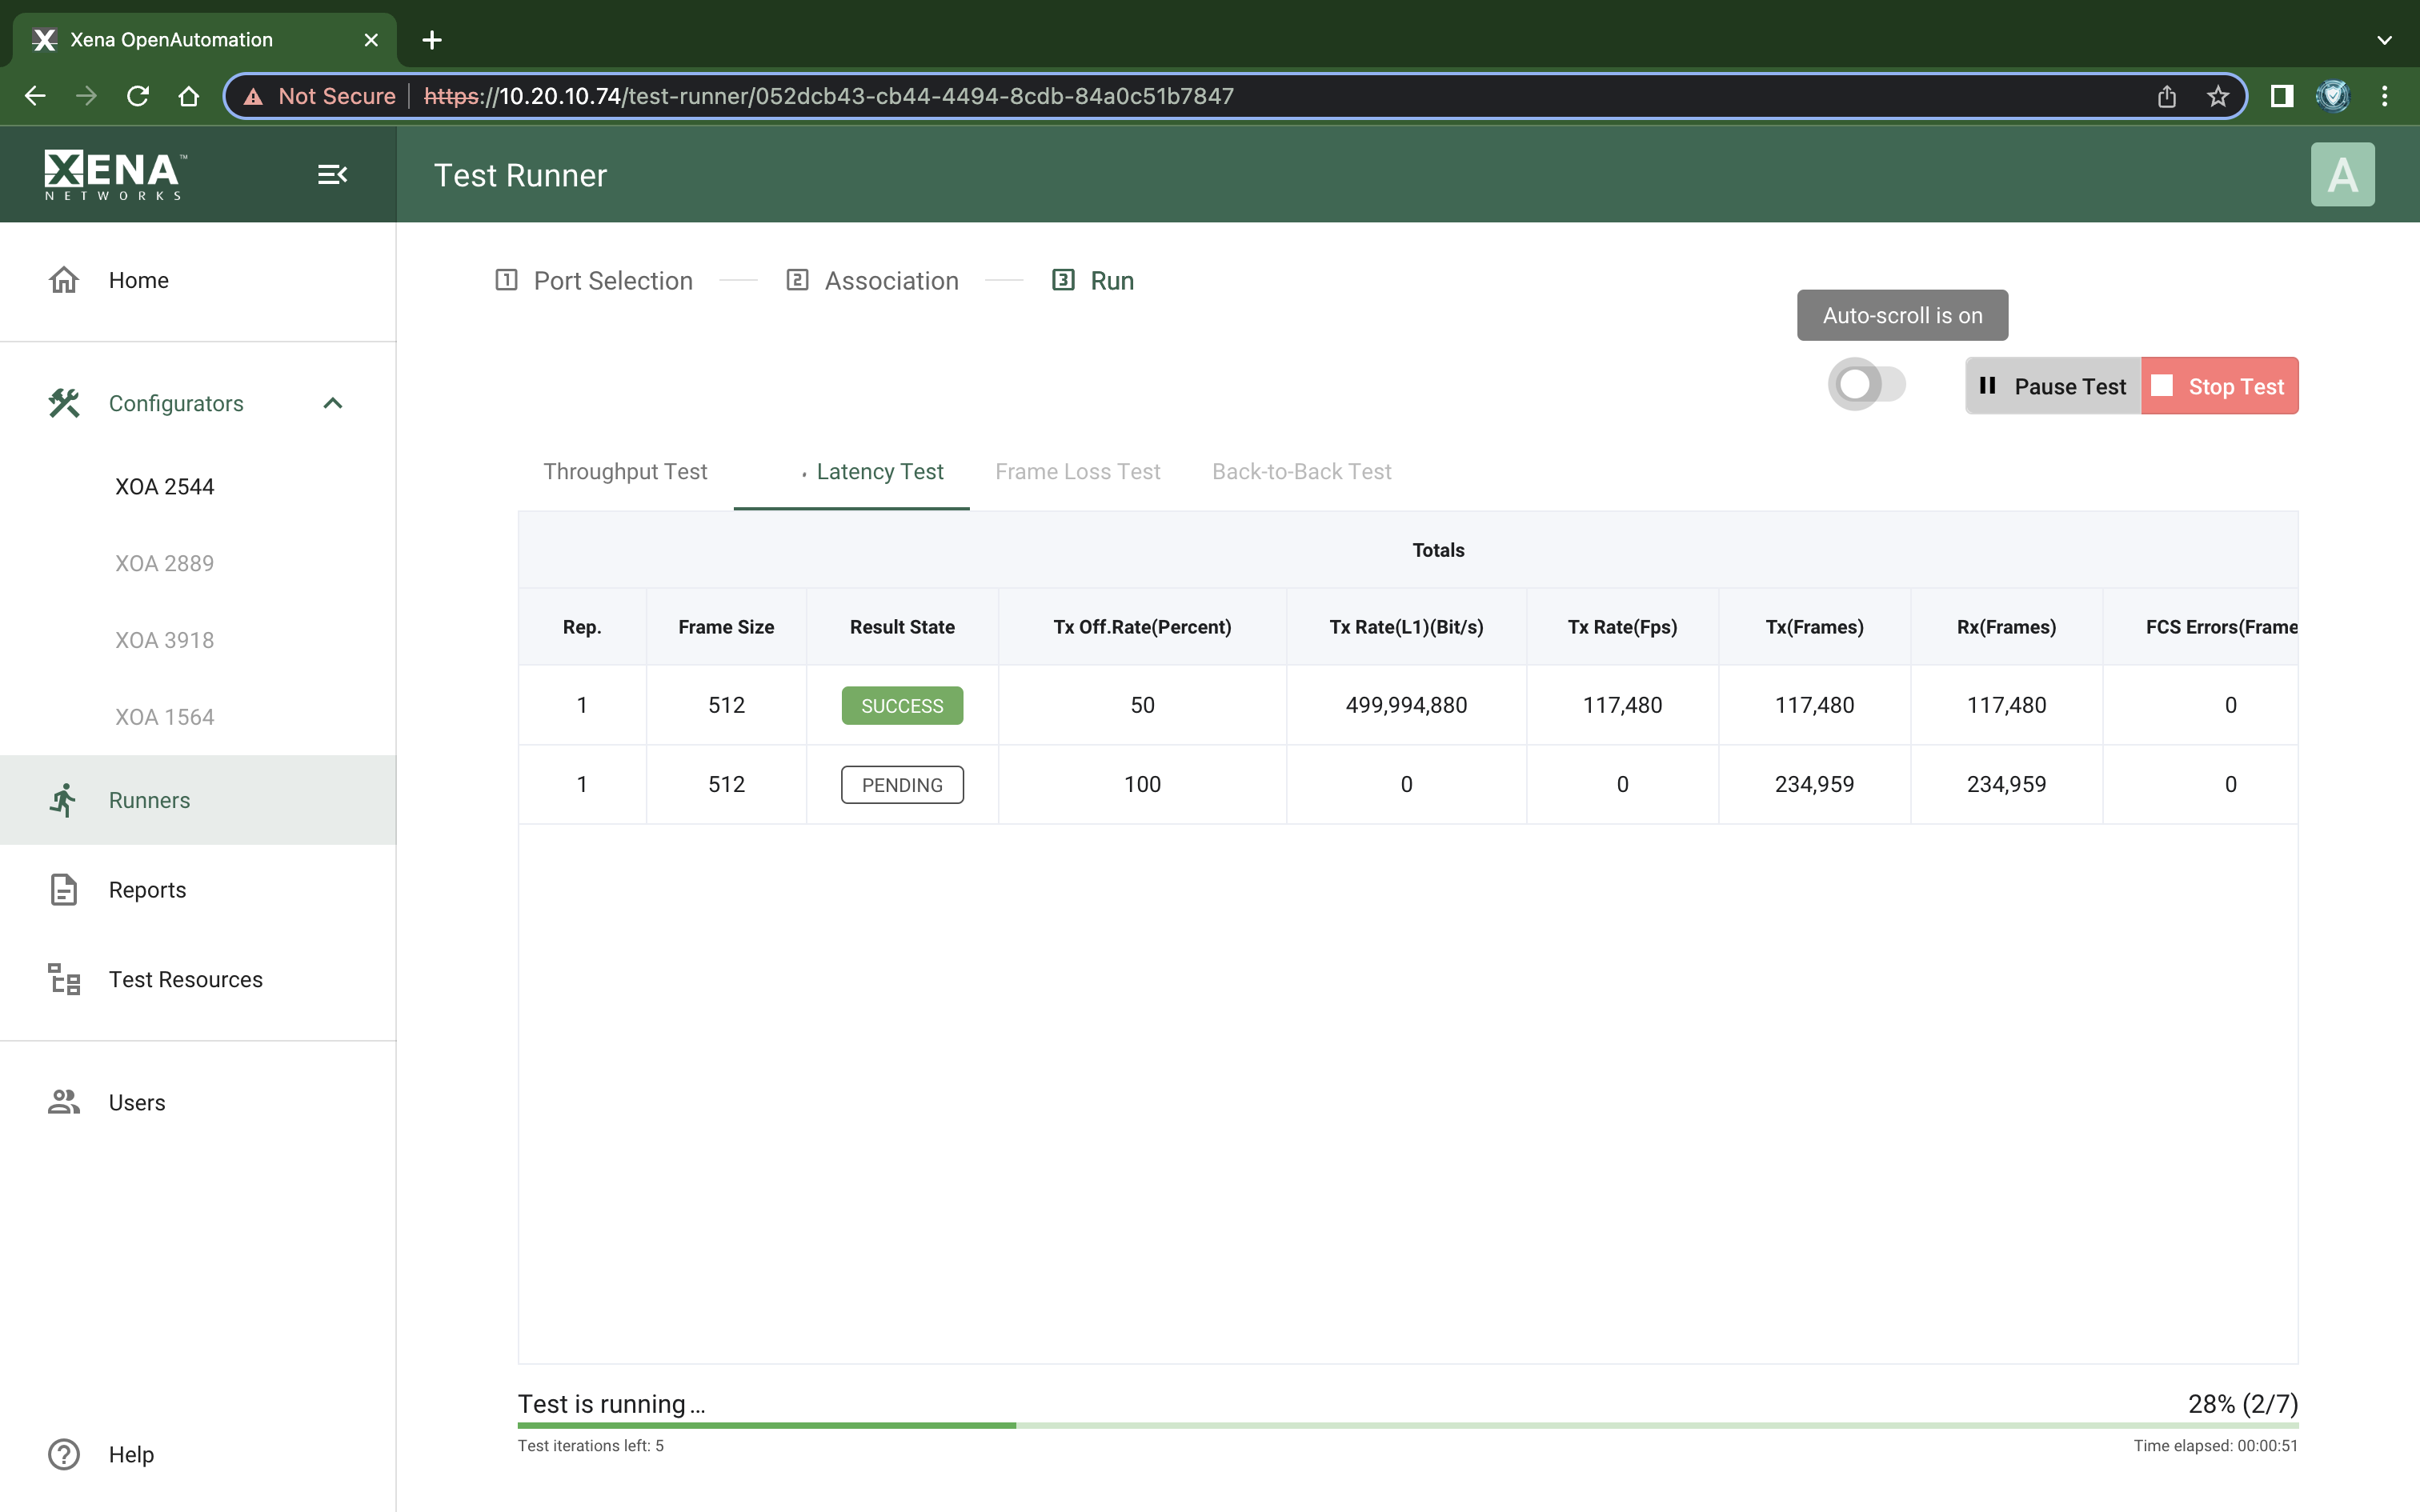 Xena OpenAutomation
Not Secure https://10.20.10.74/test-runner/052dcb43-cb44-4494-8cdb-84a0c51b7847
XENA™
NETWORKS
Test Runner
A
Home
Configurators
XOA 2544
XOA 2889
XOA 3918
XOA 1564
Runners
Reports
Test Resources
Users
Help
1 Port Selection
2 Association
3 Run
Auto-scroll is on
Pause Test
Stop Test
Throughput Test Latency Test Frame Loss Test Back-to-Back Test
Totals
Rep. Frame Size Result State Tx Off.Rate(Percent) Tx Rate(L1)(Bit/s) Tx Rate(Fps) Tx(Frames) Rx(Frames) FCS Errors(Frame
1 512 SUCCESS 50 499,994,880 117,480 117,480 117,480 0
1 512 PENDING 100 0 0 234,959 234,959 0
Test is running... 28% (2/7)
Test iterations left: 5 Time elapsed: 00:00:51